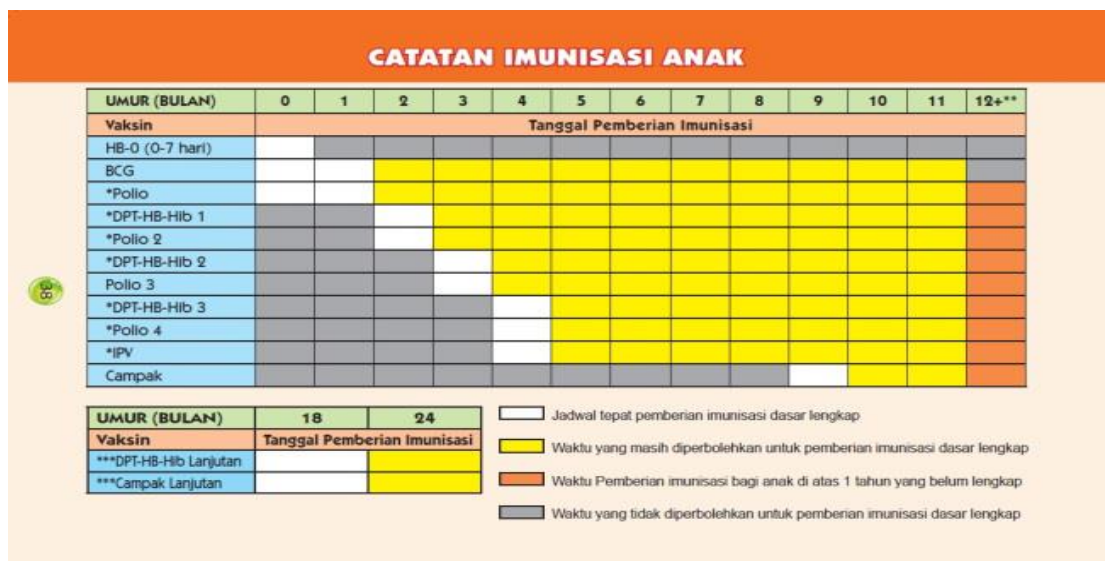 CATATAN IMUNISASI ANAK
UMUR (BULAN) 0 1 2 3 4 5 6 7 8 9 10 11 12+**
Vaksin Tanggal Pemberian Imunisasi
HB-0 (0-7 hari)
BCG
*Polio
*DPT-HB-Hib 1
*Polio 2
*DPT-HB-Hib 2
Polio 3
*DPT-HB-Hib 3
*Polio 4
*IPV
Campak
38
UMUR (BULAN) 18 24
Vaksin Tanggal Pemberian Imunisasi
***DPT-HB-Hib Lanjutan
***Campak Lanjutan
Jadwal tepat pemberian imunisasi dasar lengkap
Waktu yang masih diperbolehkan untuk pemberian imunisasi dasar lengkap
Waktu Pemberian imunisasi bagi anak di atas 1 tahun yang belum lengkap
Waktu yang tidak diperbolehkan untuk pemberian imunisasi dasar lengkap